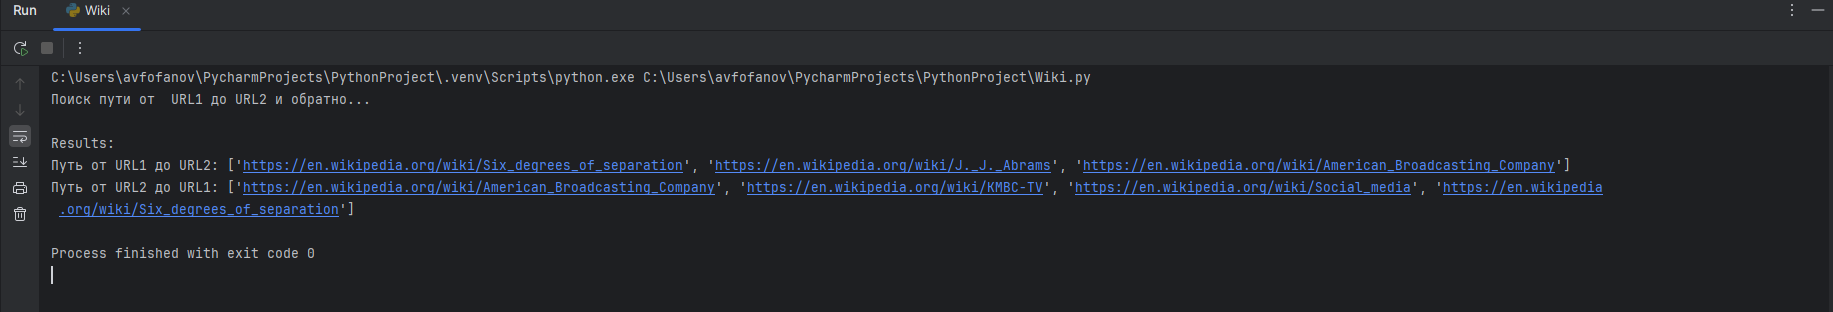 Run
Wiki
C:\Users\avfofanov\PycharmProjects\PythonProject\.venv\Scripts\python.exe C:\Users\avfofanov\PycharmProjects\PythonProject\Wiki.py
Поиск пути от  URL1 до URL2 и обратно...
Results:
Путь от URL1 до URL2: ['https://en.wikipedia.org/wiki/Six_degrees_of_separation', 'https://en.wikipedia.org/wiki/J._J._Abrams', 'https://en.wikipedia.org/wiki/American_Broadcasting_Company']
Путь от URL2 до URL1: ['https://en.wikipedia.org/wiki/American_Broadcasting_Company', 'https://en.wikipedia.org/wiki/KMBC-TV', 'https://en.wikipedia.org/wiki/Social_media', 'https://en.wikipedia
.org/wiki/Six_degrees_of_separation']
Process finished with exit code 0